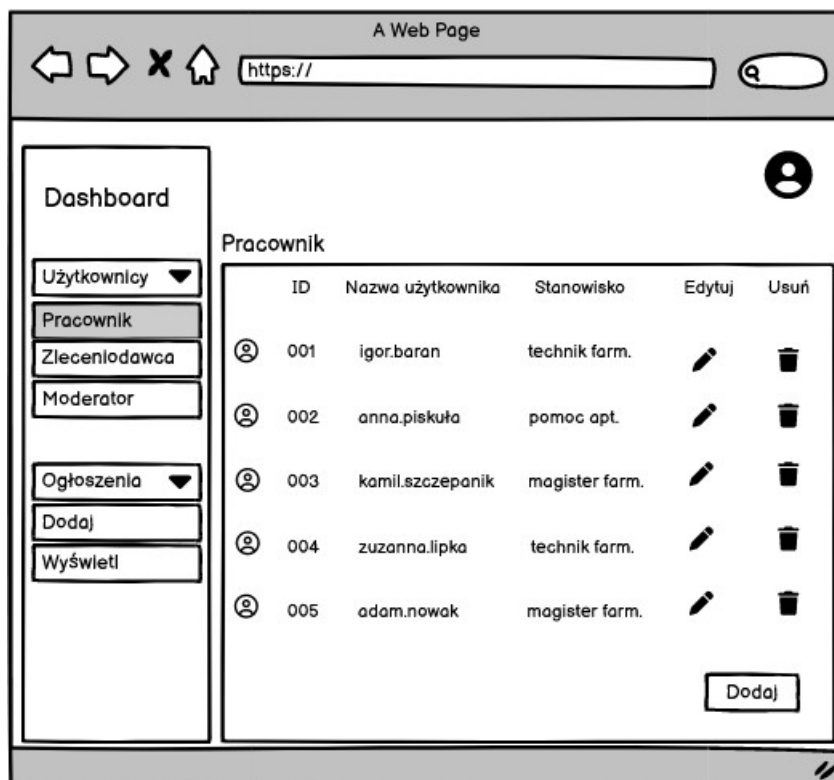 A Web Page
https://
Dashboard
Użytkownicy
Pracownik
Zleceniodawca
Moderator
Ogłoszenia
Dodaj
Wyświetl
Pracownik
ID Nazwa użytkownika Stanowisko Edytuj Usuń
001 igor.baran technik farm.
002 anna.piskuła pomoc apt.
003 kamil.szczepanik magister farm.
004 zuzanna.lipka technik farm.
005 adam.nowak magister farm.
Dodaj